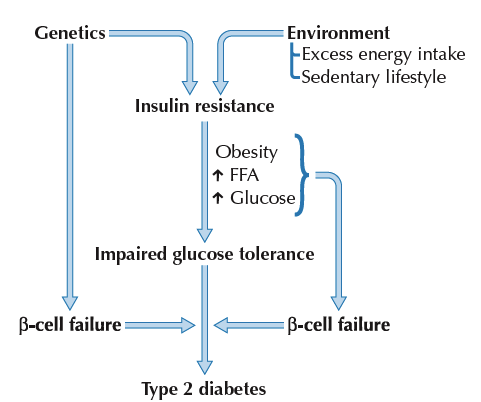 Genetics
Environment
Excess energy intake
Sedentary lifestyle
Insulin resistance
Obesity
↑ FFA
↑ Glucose
Impaired glucose tolerance
β-cell failure
β-cell failure
Type 2 diabetes